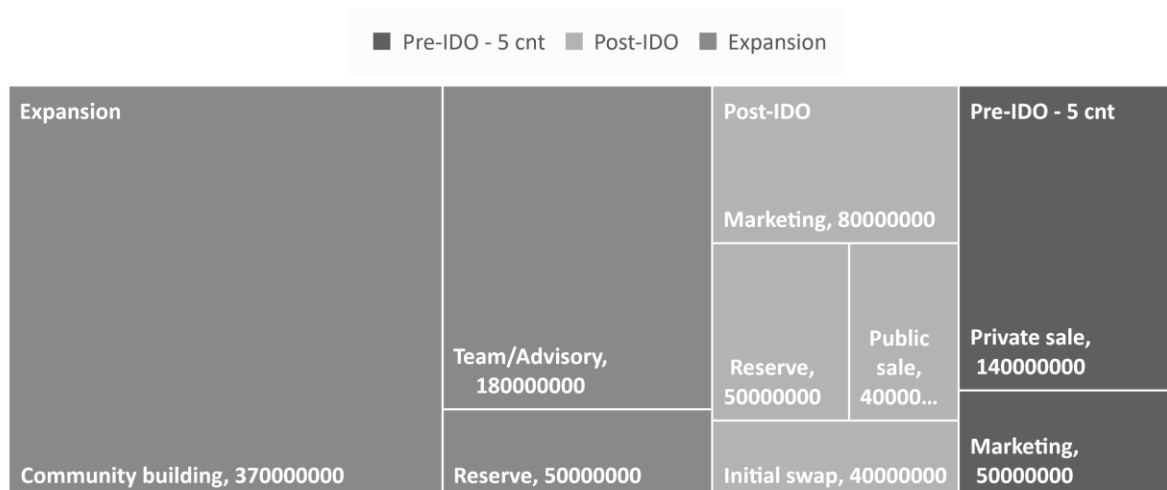 Pre-IDO - 5 cnt Post-IDO Expansion
Expansion
Community building, 370000000
Team/Advisory,
180000000
Reserve, 50000000
Post-IDO
Marketing, 80000000
Reserve,
50000000
Public
sale,
40000...
Initial swap, 40000000
Pre-IDO - 5 cnt
Private sale,
140000000
Marketing,
50000000